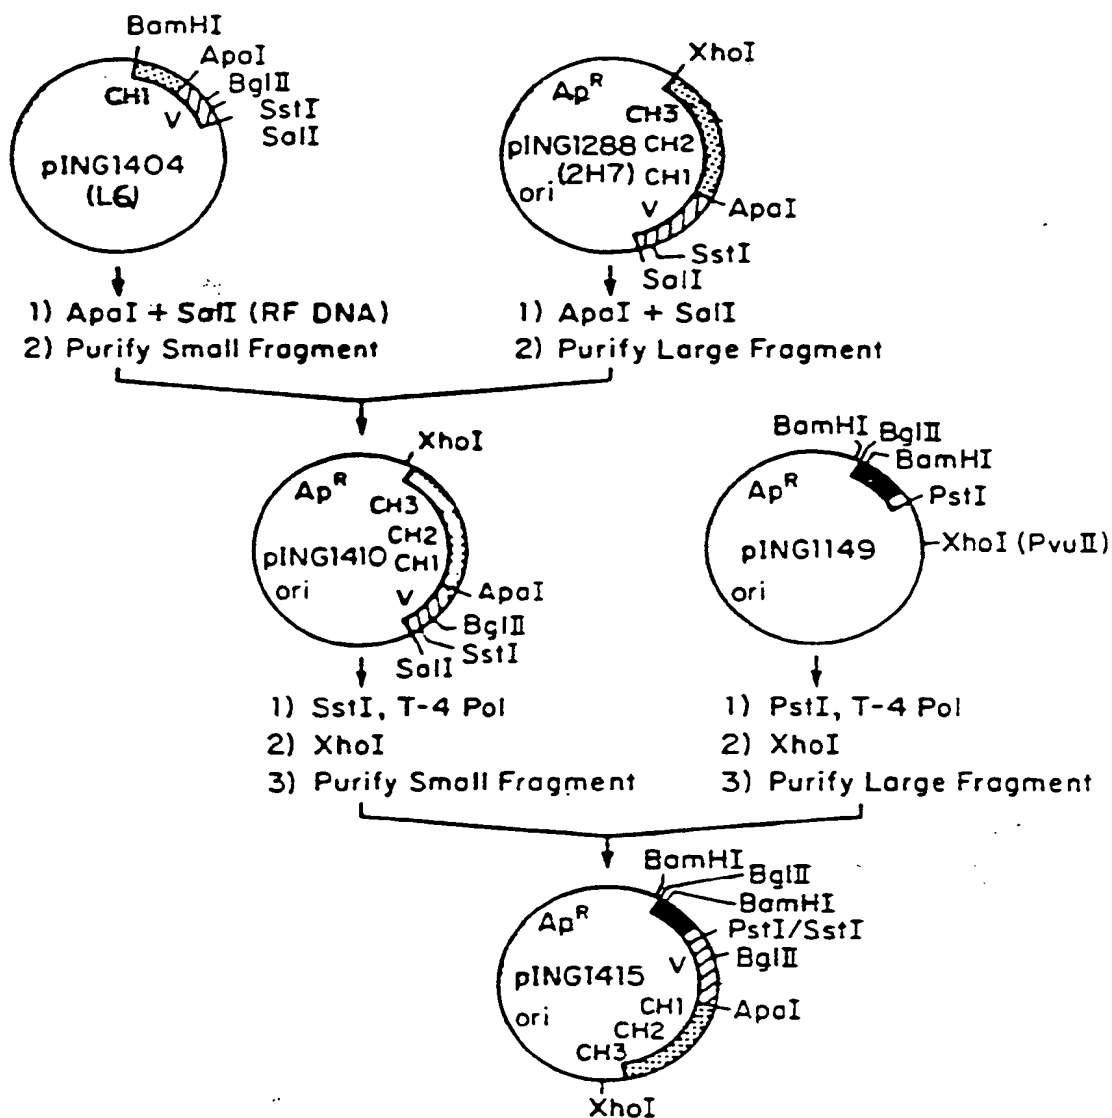 BamHI
ApaI
BglII
SstI
SalI
CH1
V
pING1404
(L6)
XhoI
Ap^R
CH3
pING1288 CH2
(2H7) CH1
ori
V
ApaI
SstI
SalI
1) ApaI + SalI (RF DNA)
2) Purify Small Fragment
1) ApaI + SalI
2) Purify Large Fragment
XhoI
Ap^R
CH3
CH2
pING1410 CH1
ori
V
ApaI
BglII
SstI
SalI
BamHI
BglII
BamHI
PstI
Ap^R
XhoI (PvuII)
pING1149
ori
1) SstI, T-4 Pol
2) XhoI
3) Purify Small Fragment
1) PstI, T-4 Pol
2) XhoI
3) Purify Large Fragment
BamHI
BglII
BamHI
Ap^R
PstI/SstI
BglII
V
pING1415
CH1
ApaI
ori
CH2
CH3
XhoI